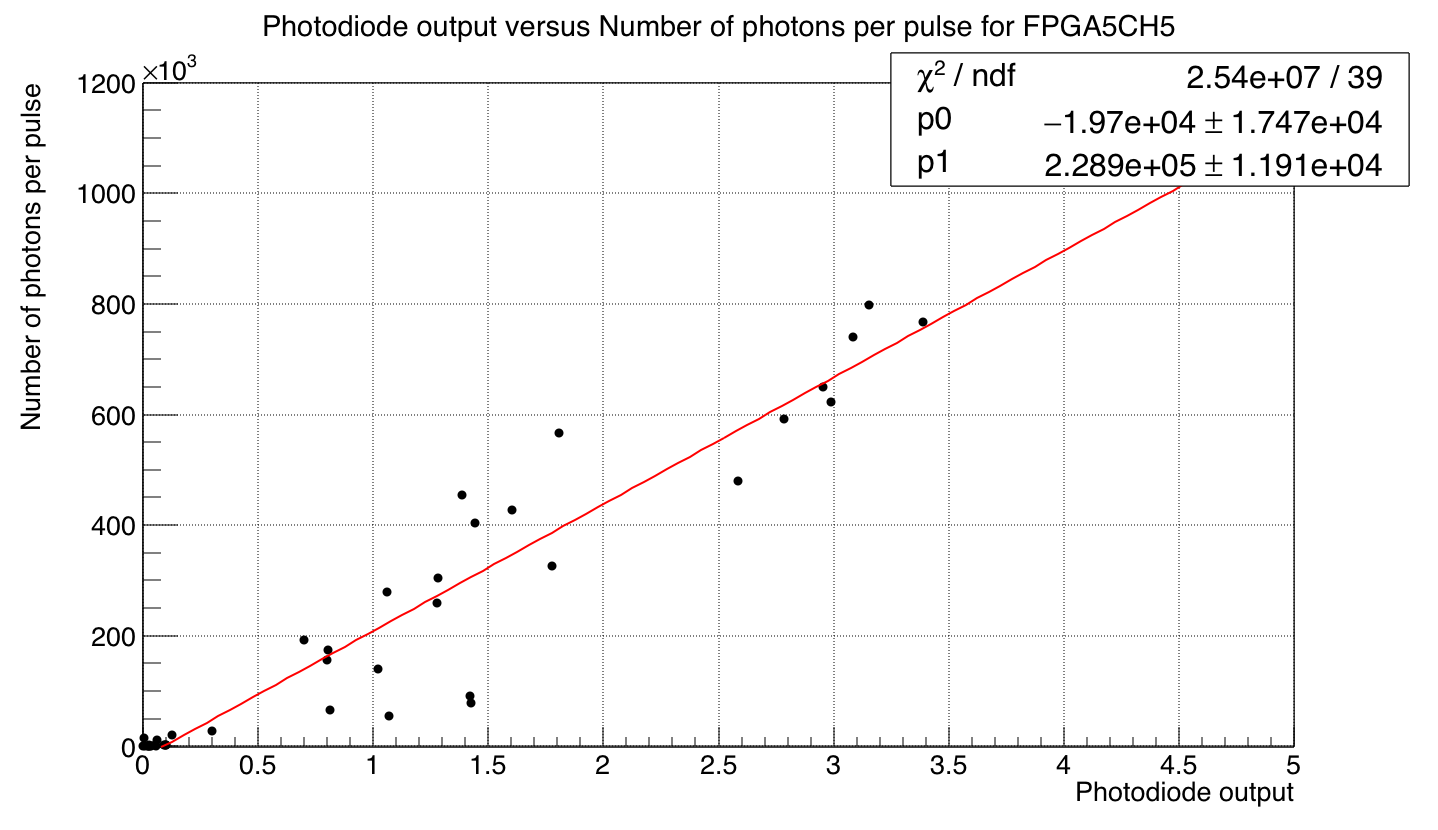 Photodiode output versus Number of photons per pulse for FPGA5CH5
×10³
χ² / ndf 2.54e+07 / 39
p0 −1.97e+04 ± 1.747e+04
p1 2.289e+05 ± 1.191e+04
Number of photons per pulse
1200
1000
800
600
400
200
0
0 0.5 1 1.5 2 2.5 3 3.5 4 4.5 5
Photodiode output